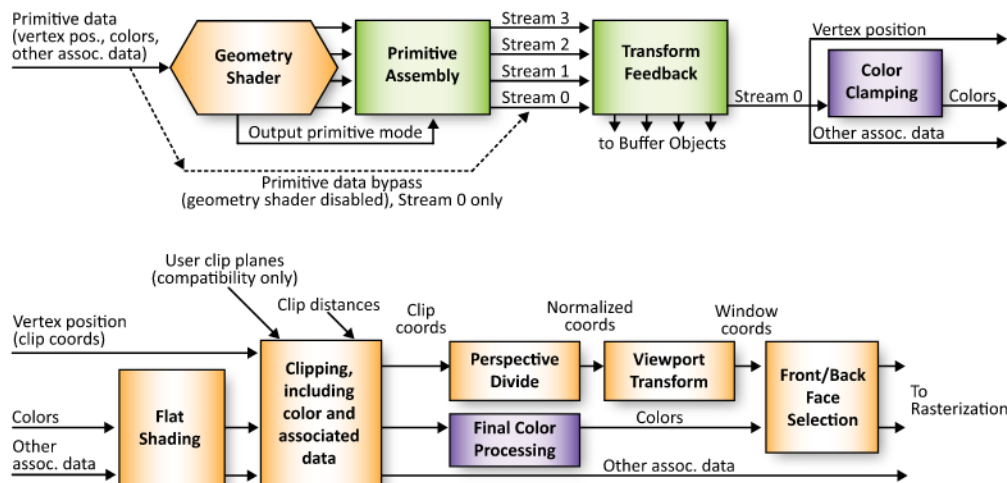 Primitive data
(vertex pos., colors,
other assoc. data)
Geometry
Shader
Output primitive mode
Primitive
Assembly
Stream 3
Stream 2
Stream 1
Stream 0
Primitive data bypass
(geometry shader disabled), Stream 0 only
Transform
Feedback
to Buffer Objects
Stream 0
Vertex position
Color
Clamping
Colors
Other assoc. data
User clip planes
(compatibility only)
Clip distances
Vertex position
(clip coords)
Colors
Other
assoc. data
Flat
Shading
Clipping,
including
color and
associated
data
Clip
coords
Perspective
Divide
Normalized
coords
Viewport
Transform
Window
coords
Final Color
Processing
Colors
Other assoc. data
Front/Back
Face
Selection
To
Rasterization